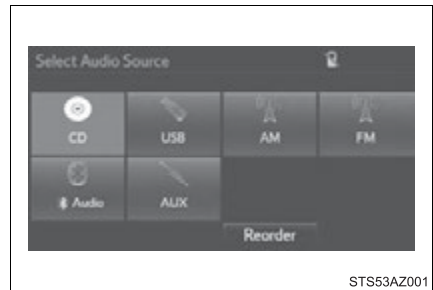 Select Audio Source
CD USB AM FM
Audio AUX
Reorder
STS53AZ001